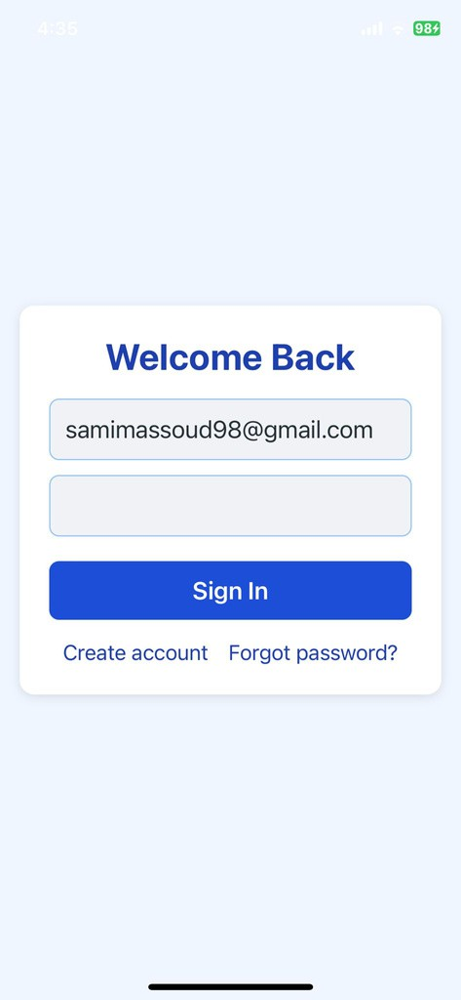 4:35
98
Welcome Back
samimassoud98@gmail.com
Sign In
Create account Forgot password?